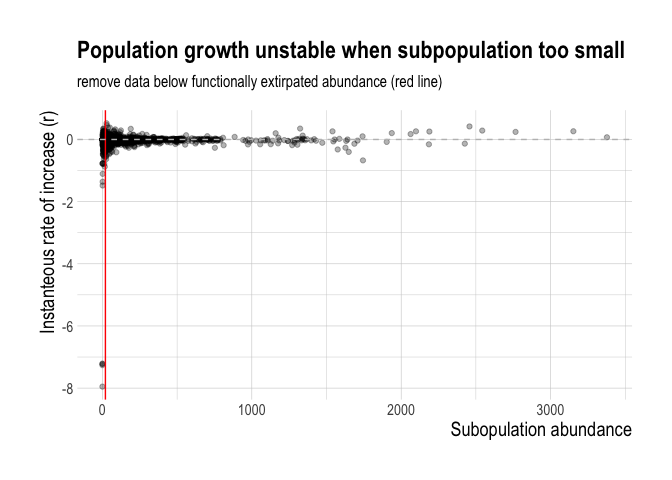 Population growth unstable when subpopulation too small
remove data below functionally extirpated abundance (red line)
Instanteous rate of increase (r)
0
-2
-4
-6
-8
0 1000 2000 3000
Subopulation abundance